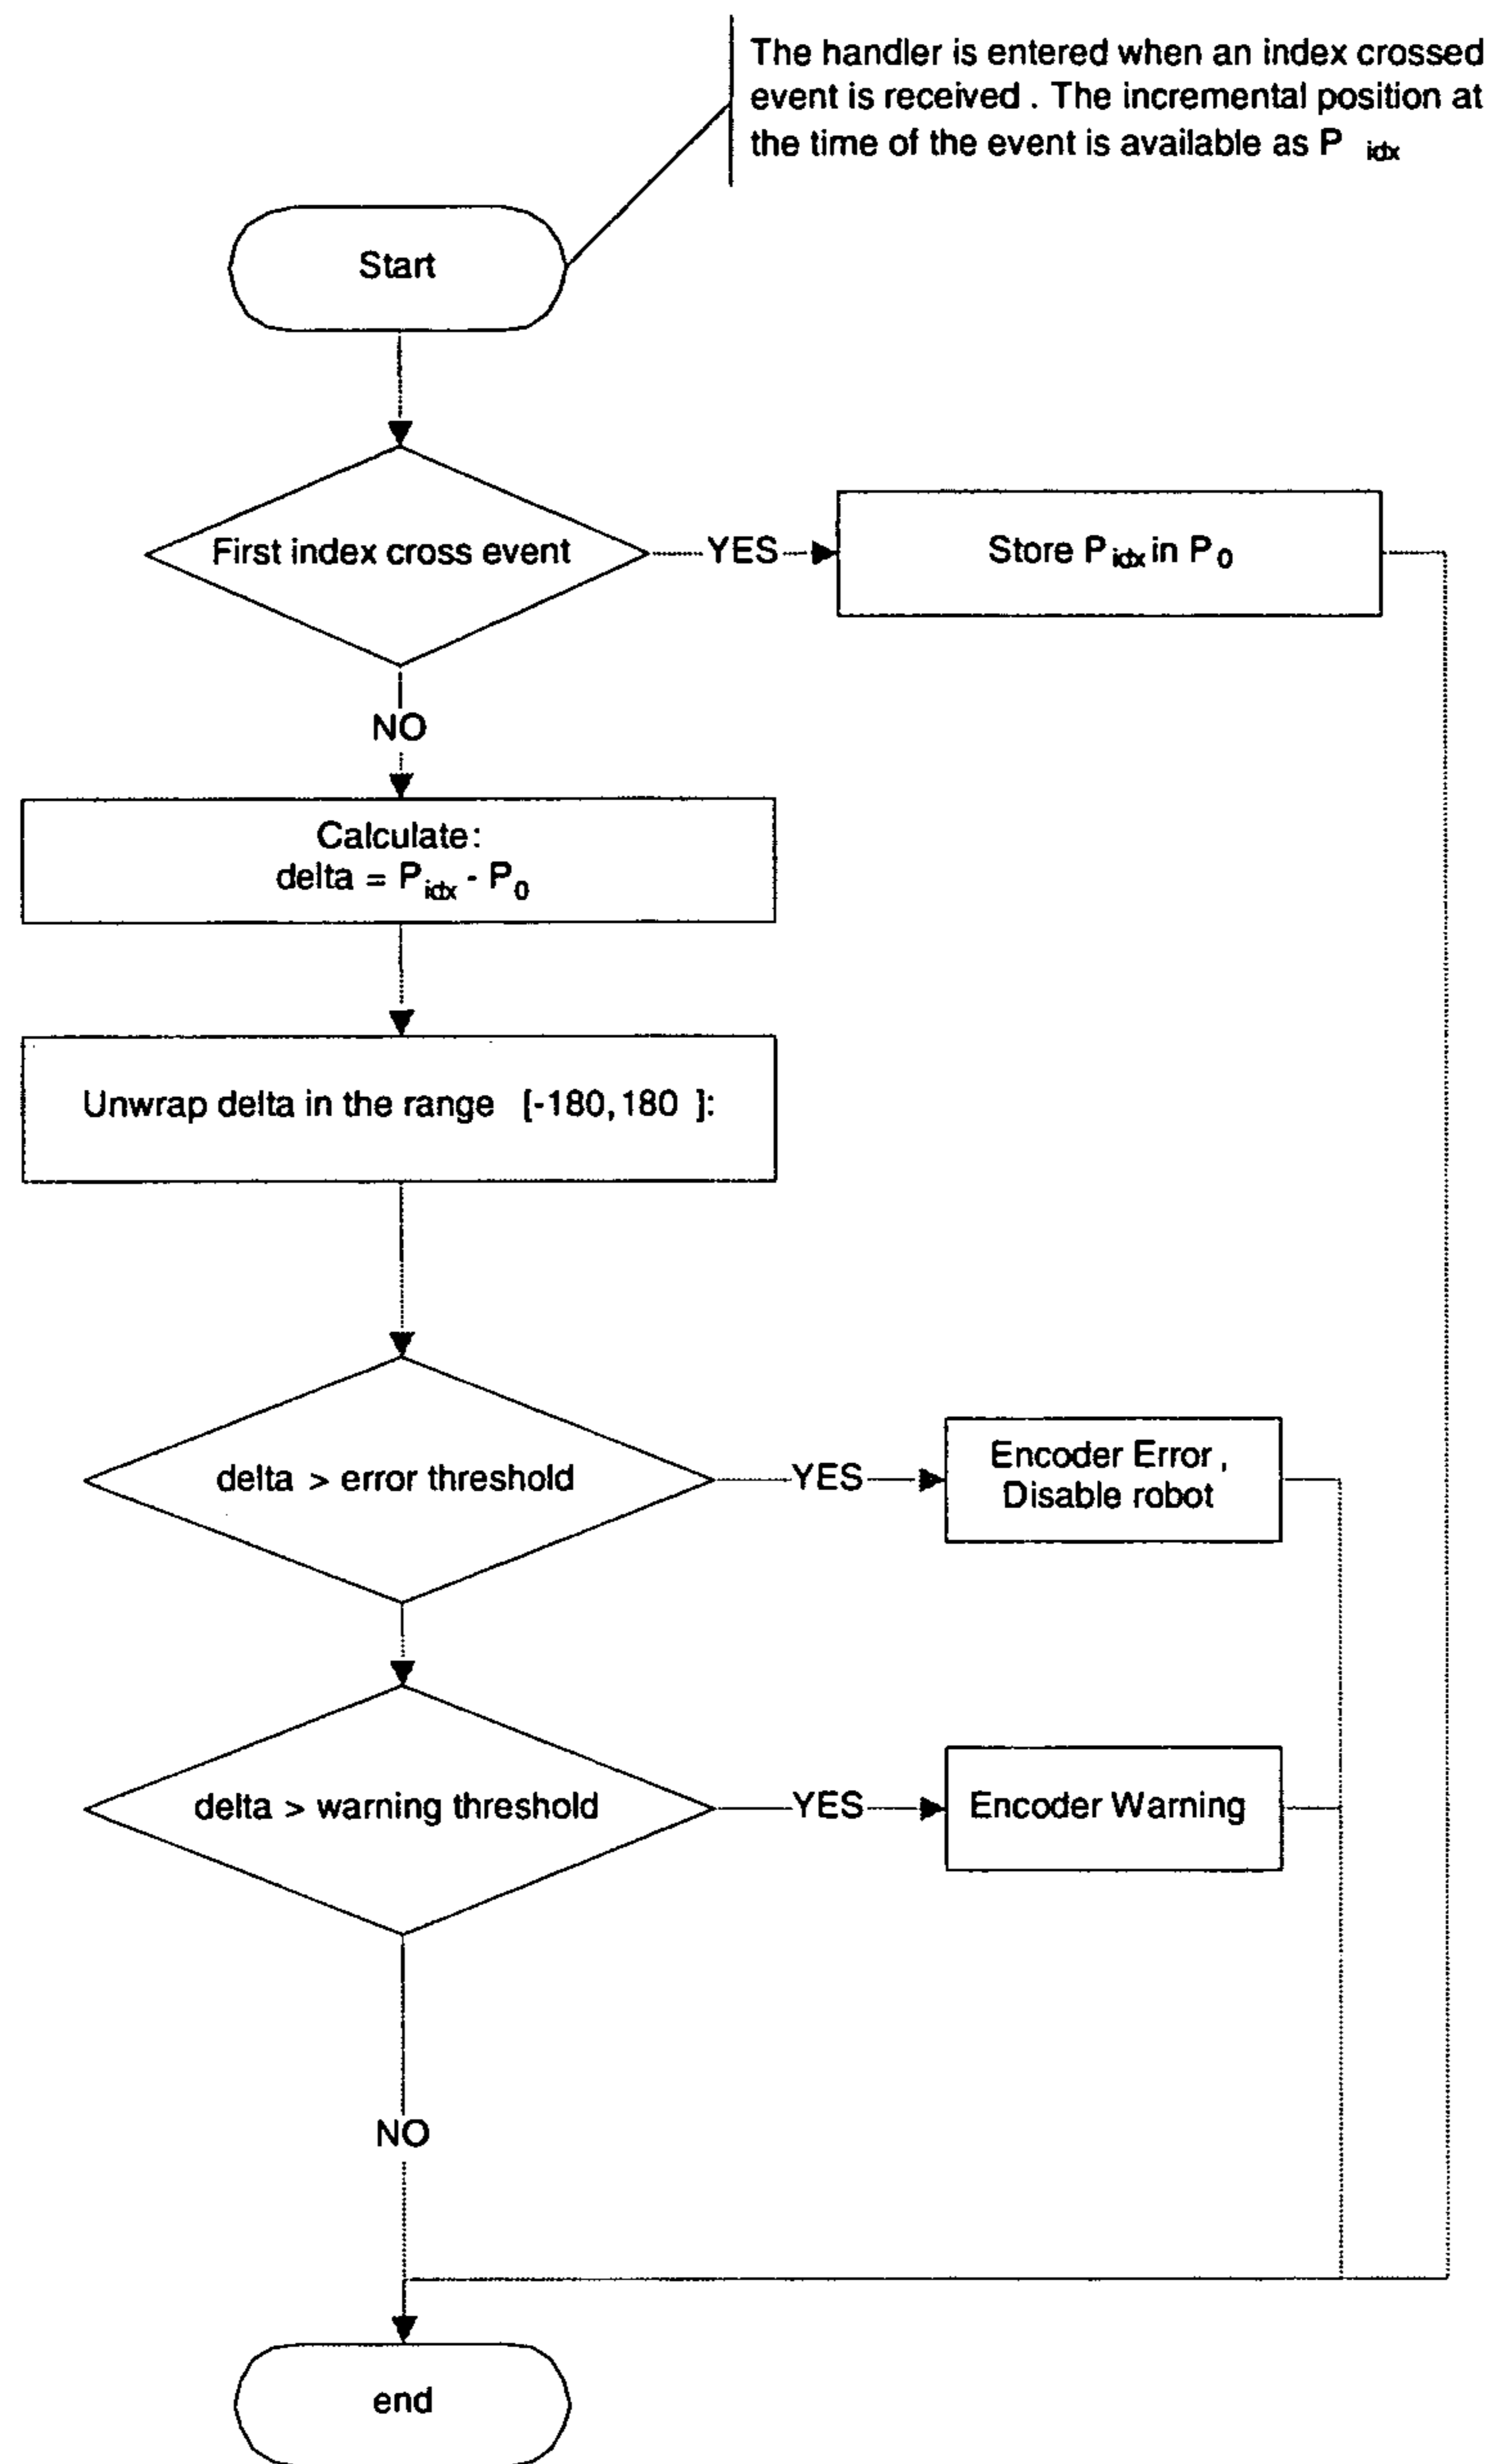 The handler is entered when an index crossed
event is received . The incremental position at
the time of the event is available as P idx
Start
First index cross event
YES
Store P idx in P 0
NO
Calculate:
delta = P idx - P 0
Unwrap delta in the range [-180,180 ]:
delta > error threshold
YES
Encoder Error ,
Disable robot
delta > warning threshold
YES
Encoder Warning
NO
end